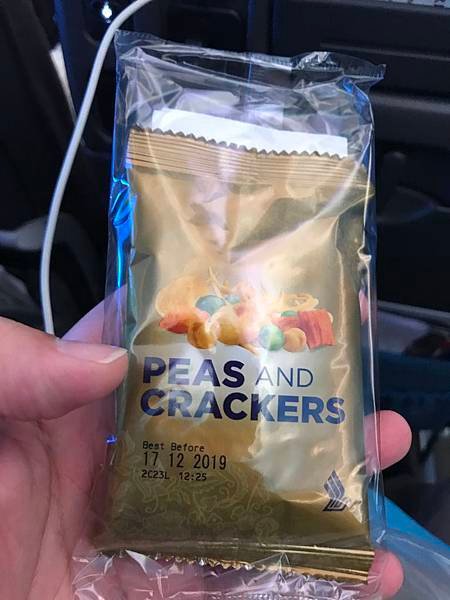 PEAS AND
CRACKERS
Best Before
17 12 2019
2C23L 12:25